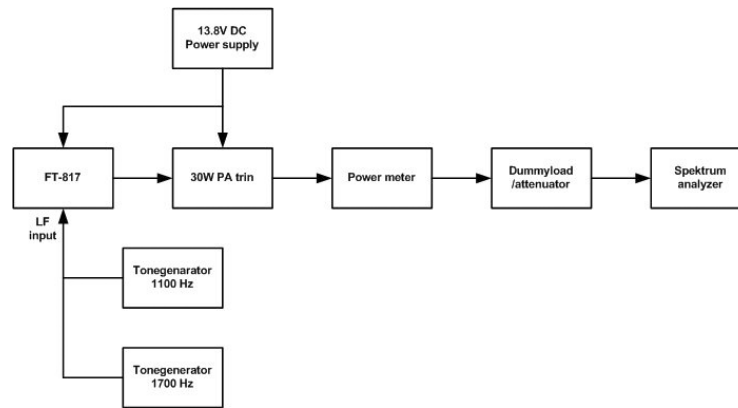 13.8V DC
Power supply
FT-817
30W PA trin
Power meter
Dummyload
/attenuator
Spektrum
analyzer
LF
input
Tonegenarator
1100 Hz
Tonegenerator
1700 Hz